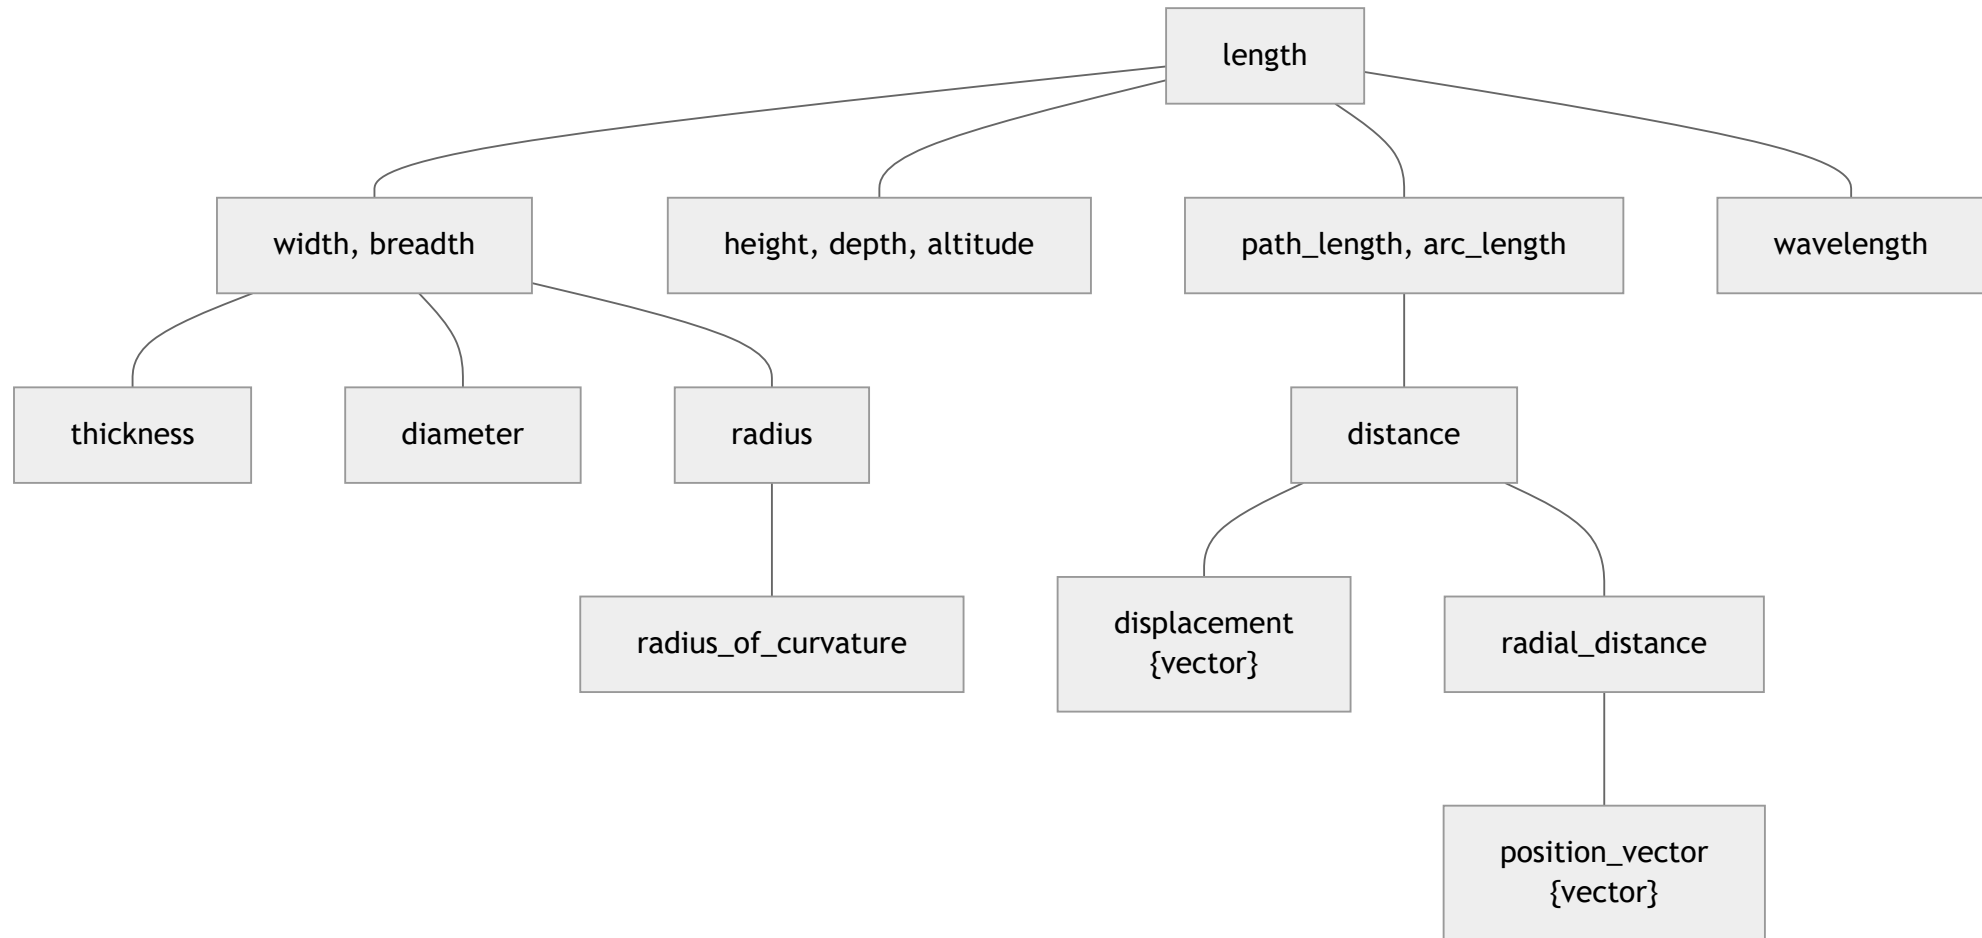 length
width, breadth
height, depth, altitude
path_length, arc_length
wavelength
thickness
diameter
radius
distance
radius_of_curvature
displacement
{vector}
radial_distance
position_vector
{vector}